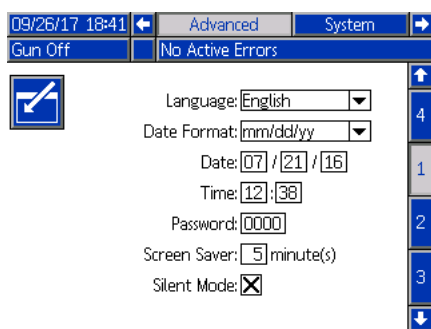 09/26/17 18:41 Advanced System
Gun Off No Active Errors
Language: English
4
Date Format: mm/dd/yy
Date: 07 / 21 / 16
1
Time: 12 : 38
Password: 0000
2
Screen Saver: 5 minute(s)
3
Silent Mode: